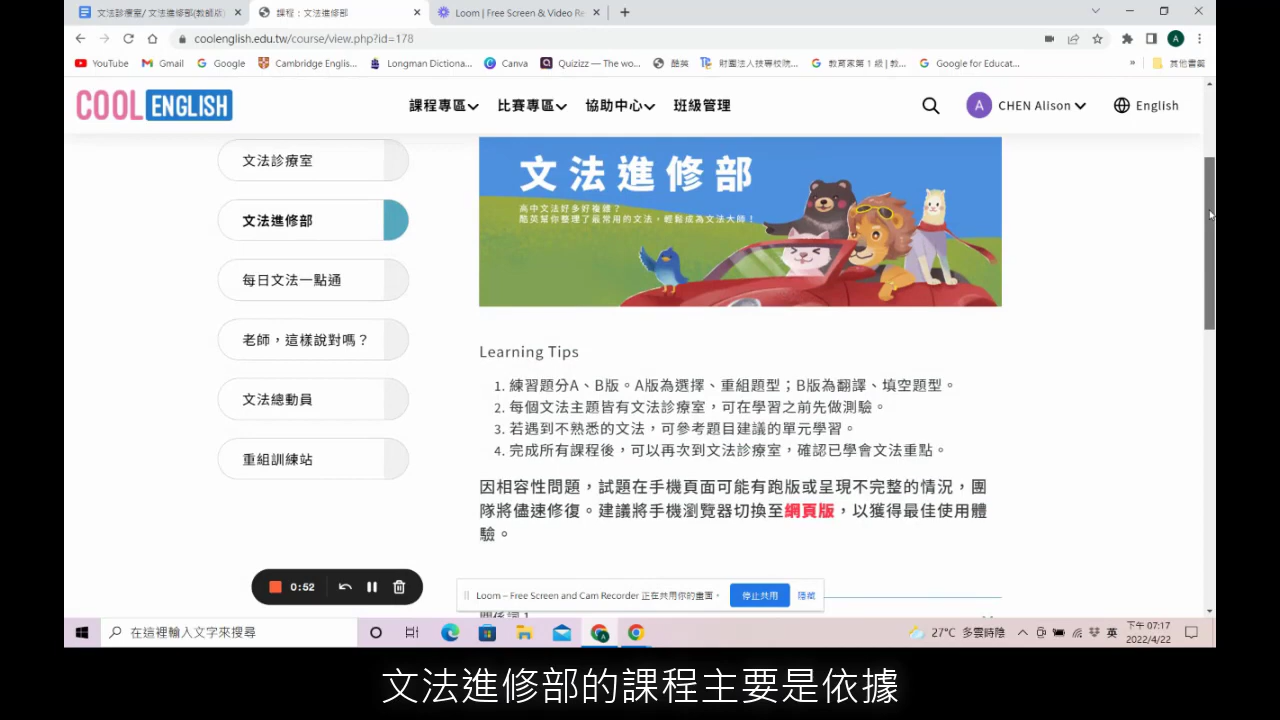 文法診療室/ 文法進修部(教師版)
課程：文法進修部
Loom | Free Screen & Video Re
coolenglish.edu.tw/course/view.php?id=178
YouTube
Gmail
Google
Cambridge Englis...
Longman Dictiona...
Canva
Quizizz — The wo...
酷英
財團法人技專校院...
教育家第 1 級 | 教...
Google for Educat...
其他書籤
COOL ENGLISH
課程專區
比賽專區
協助中心
班級管理
A
CHEN Alison
English
文法診療室
文法進修部
每日文法一點通
老師，這樣說對嗎？
文法總動員
重組訓練站
文法進修部
高中文法好多好複雜？
酷英幫你整理了最常用的文法，輕鬆成為文法大師！
Learning Tips
1. 練習題分A、B版。A版為選擇、重組題型；B版為翻譯、填空題型。
2. 每個文法主題皆有文法診療室，可在學習之前先做測驗。
3. 若遇到不熟悉的文法，可參考題目建議的單元學習。
4. 完成所有課程後，可以再次到文法診療室，確認已學會文法重點。
因相容性問題，試題在手機頁面可能有跑版或呈現不完整的情況，團
隊將儘速修復。建議將手機瀏覽器切換至網頁版，以獲得最佳使用體
驗。
0:52
Loom – Free Screen and Cam Recorder 正在共用你的畫面。
停止共用
隱藏
在這裡輸入文字來搜尋
27°C 多雲時陰
英
下午 07:17
2022/4/22
文法進修部的課程主要是依據